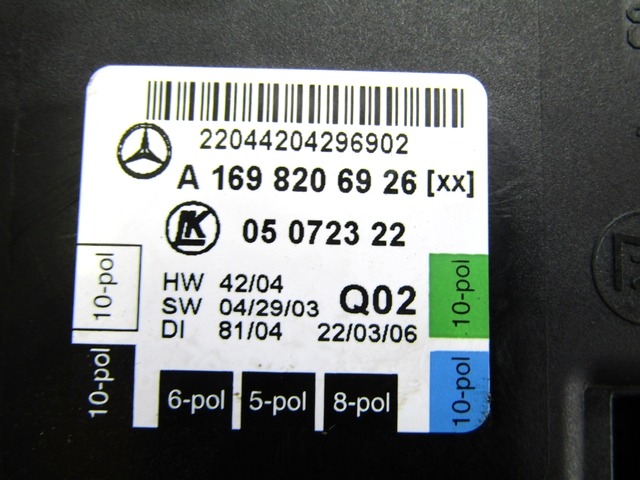 22044204296902
A 169 820 69 26 [xx]
05 0723 22
HW 42/04
SW 04/29/03 Q02
DI 81/04 22/03/06
10-pol
10-pol
10-pol
10-pol
6-pol 5-pol 8-pol